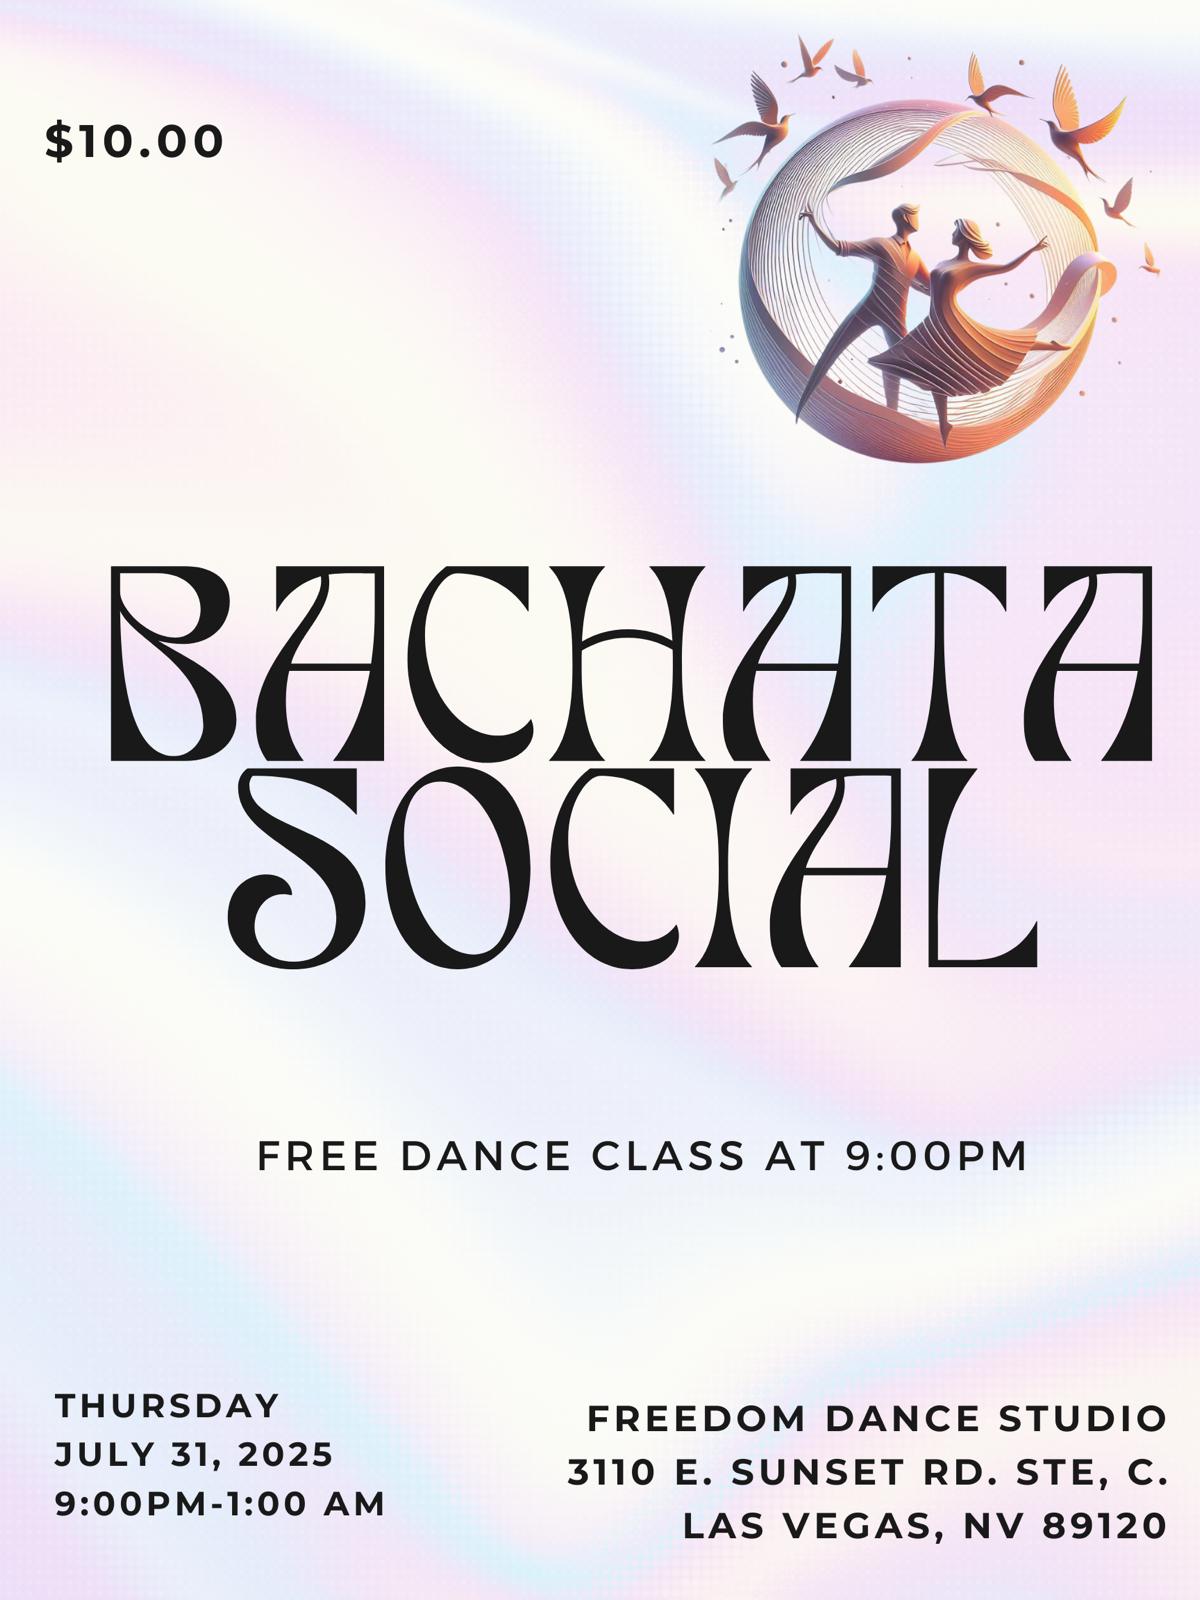 $10.00
BACHATA
SOCIAL
FREE DANCE CLASS AT 9:00PM
THURSDAY
JULY 31, 2025
9:00PM-1:00 AM
FREEDOM DANCE STUDIO
3110 E. SUNSET RD. STE, C.
LAS VEGAS, NV 89120